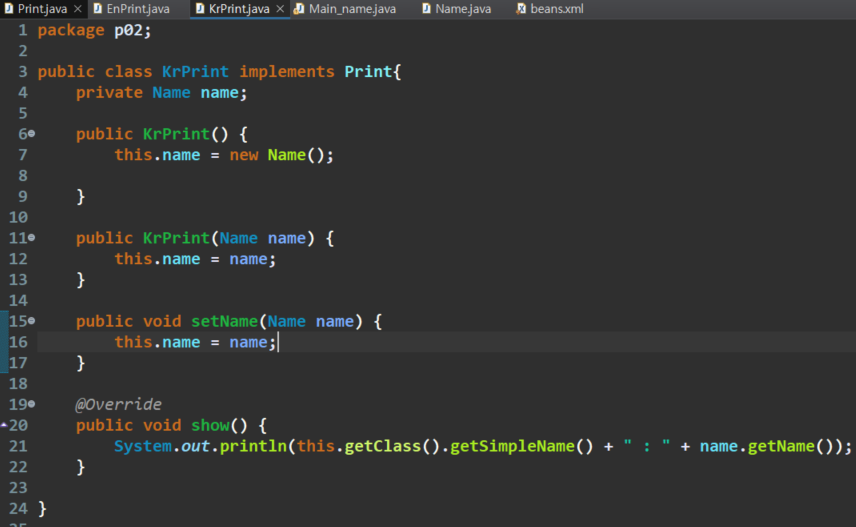 Print.java EnPrint.java KrPrint.java Main_name.java Name.java beans.xml
1 package p02;
2
3 public class KrPrint implements Print{
4     private Name name;
5
6     public KrPrint() {
7         this.name = new Name();
8
9     }
10
11     public KrPrint(Name name) {
12         this.name = name;
13     }
14
15     public void setName(Name name) {
16         this.name = name;
17     }
18
19     @Override
20     public void show() {
21         System.out.println(this.getClass().getSimpleName() + " : " + name.getName());
22     }
23
24 }
25